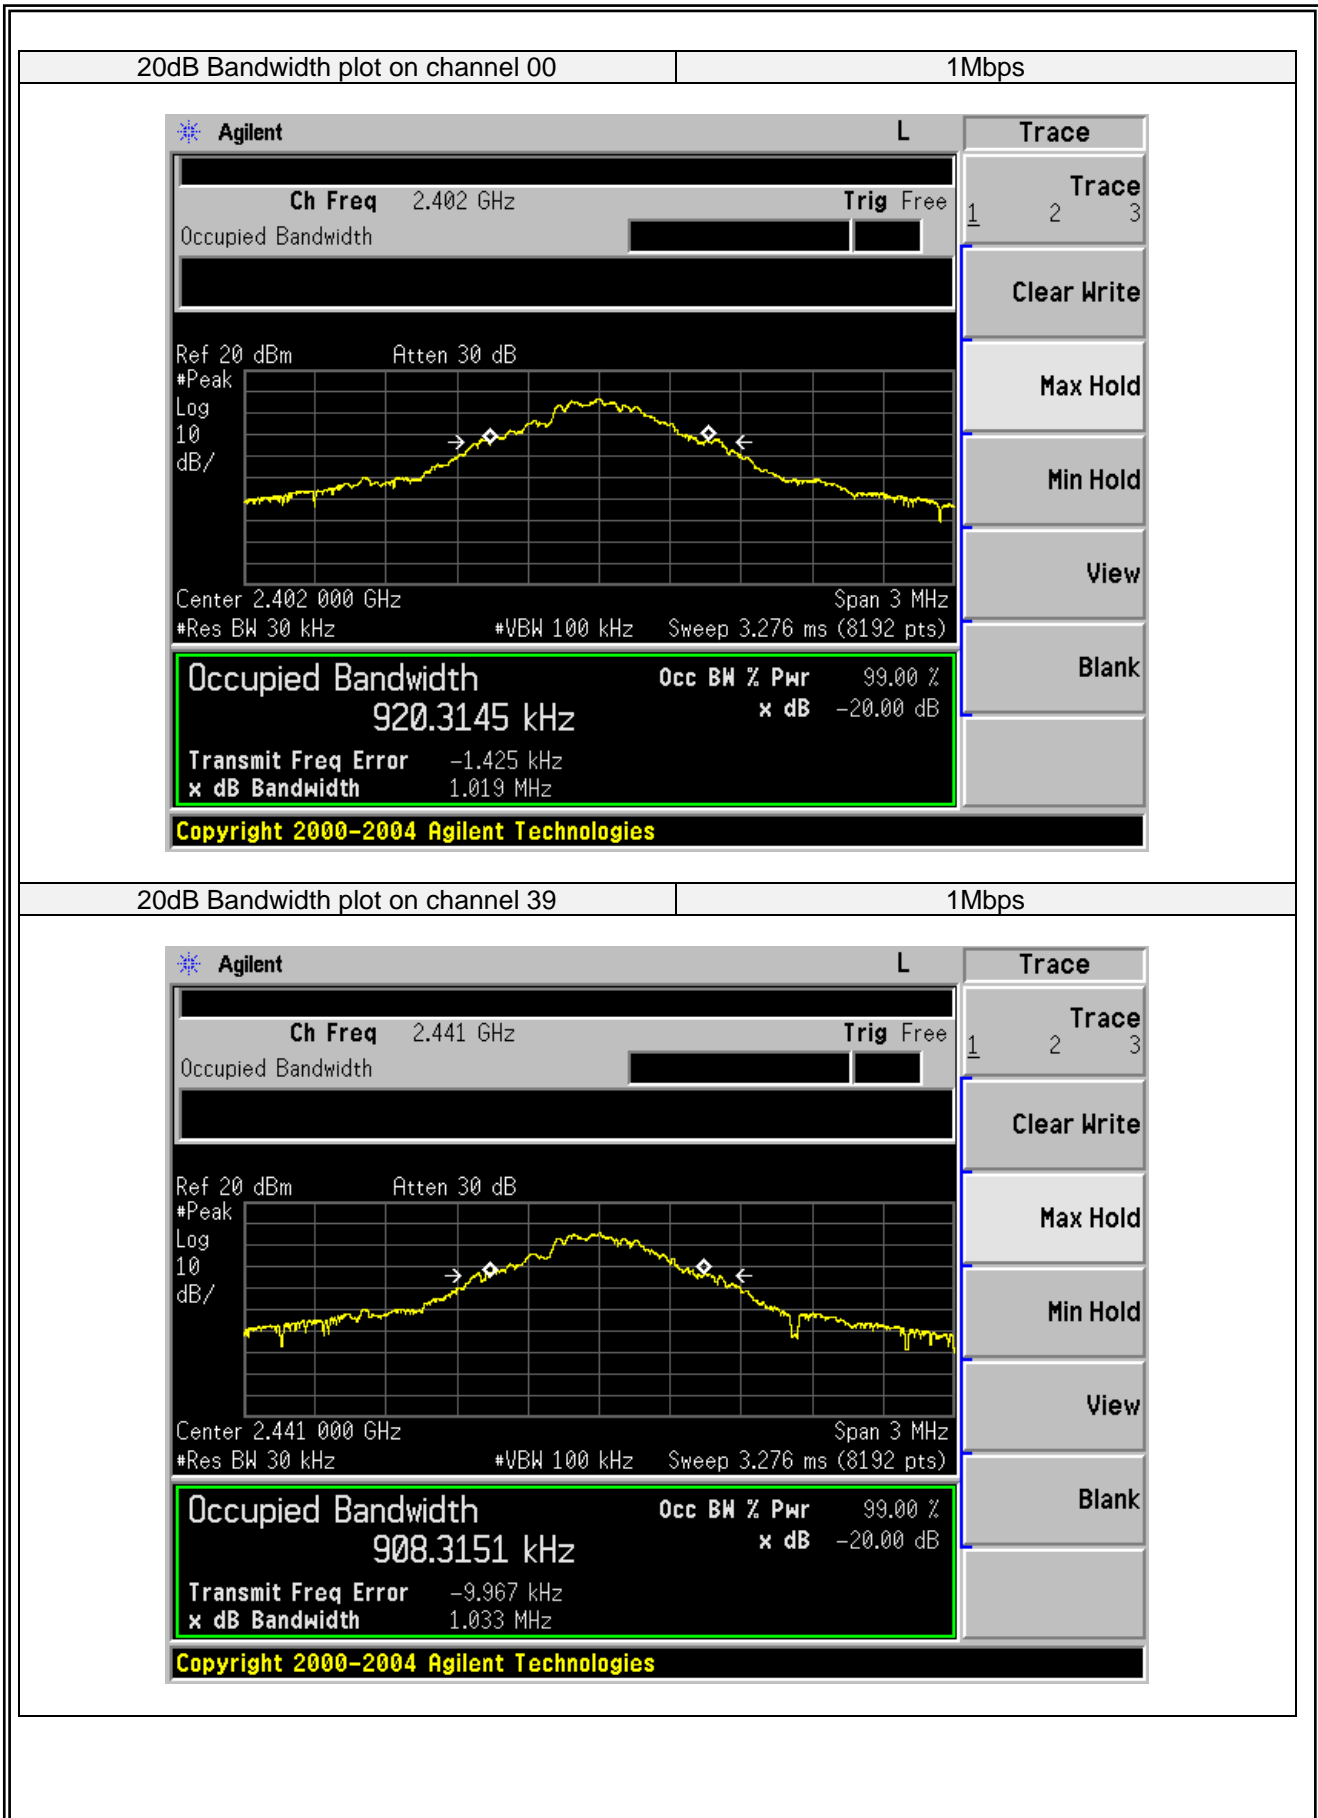 20dB Bandwidth plot on channel 00 1Mbps
Agilent L Trace
Ch Freq 2.402 GHz Trig Free
Trace
1 2 3
Occupied Bandwidth
Clear Write
Ref 20 dBm Atten 30 dB
#Peak
Log
10
dB/
Max Hold
Min Hold
View
Center 2.402 000 GHz Span 3 MHz
#Res BW 30 kHz #VBW 100 kHz Sweep 3.276 ms (8192 pts)
Blank
Occupied Bandwidth Occ BW % Pwr 99.00 %
920.3145 kHz x dB -20.00 dB
Transmit Freq Error -1.425 kHz
x dB Bandwidth 1.019 MHz
Copyright 2000-2004 Agilent Technologies
20dB Bandwidth plot on channel 39 1Mbps
Agilent L Trace
Ch Freq 2.441 GHz Trig Free
Trace
1 2 3
Occupied Bandwidth
Clear Write
Ref 20 dBm Atten 30 dB
#Peak
Log
10
dB/
Max Hold
Min Hold
View
Center 2.441 000 GHz Span 3 MHz
#Res BW 30 kHz #VBW 100 kHz Sweep 3.276 ms (8192 pts)
Blank
Occupied Bandwidth Occ BW % Pwr 99.00 %
908.3151 kHz x dB -20.00 dB
Transmit Freq Error -9.967 kHz
x dB Bandwidth 1.033 MHz
Copyright 2000-2004 Agilent Technologies